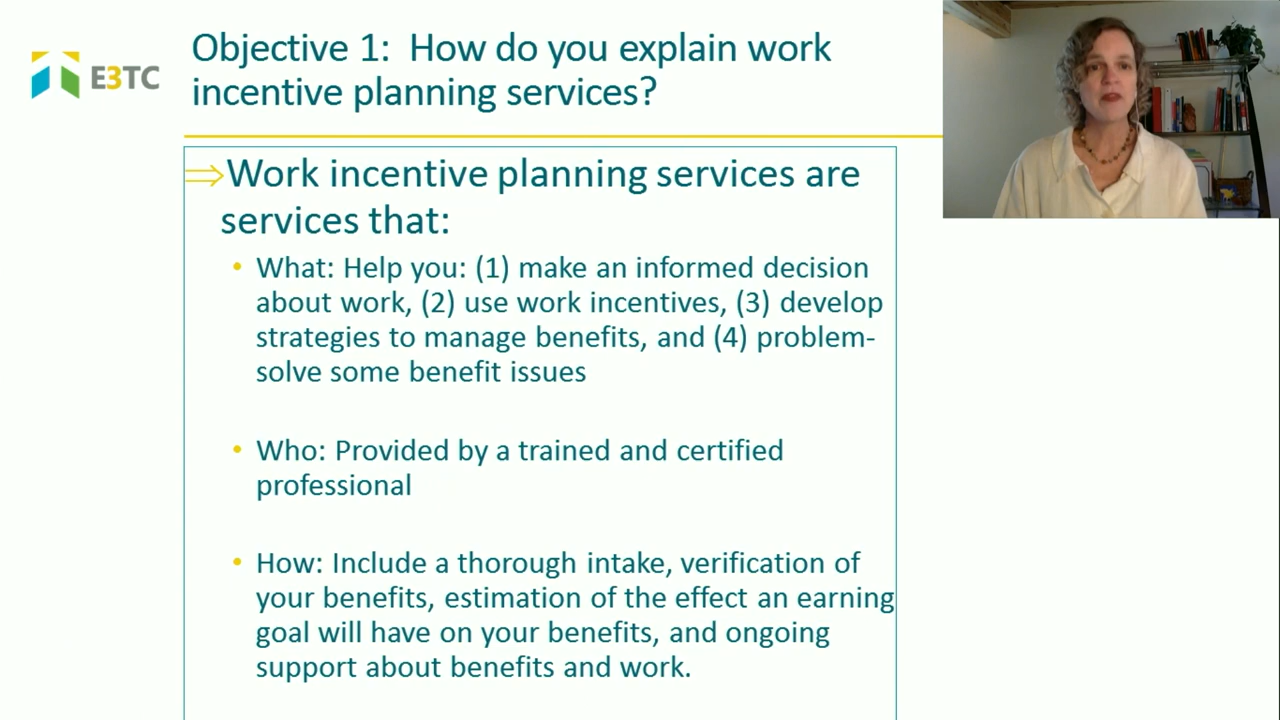 E3TC
Objective 1: How do you explain work
incentive planning services?
⇒Work incentive planning services are
services that:
• What: Help you: (1) make an informed decision
about work, (2) use work incentives, (3) develop
strategies to manage benefits, and (4) problem-
solve some benefit issues
• Who: Provided by a trained and certified
professional
• How: Include a thorough intake, verification of
your benefits, estimation of the effect an earning
goal will have on your benefits, and ongoing
support about benefits and work.